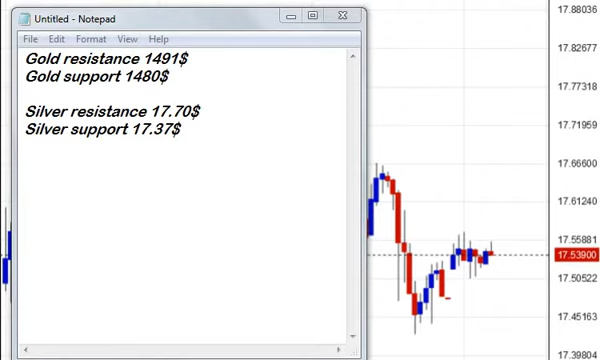 Untitled - Notepad
File Edit Format View Help
Gold resistance 1491$
Gold support 1480$
Silver resistance 17.70$
Silver support 17.37$
17.88036
17.82677
17.77318
17.71959
17.66600
17.61240
17.55881
17.53900
17.50522
17.45163
17.39804